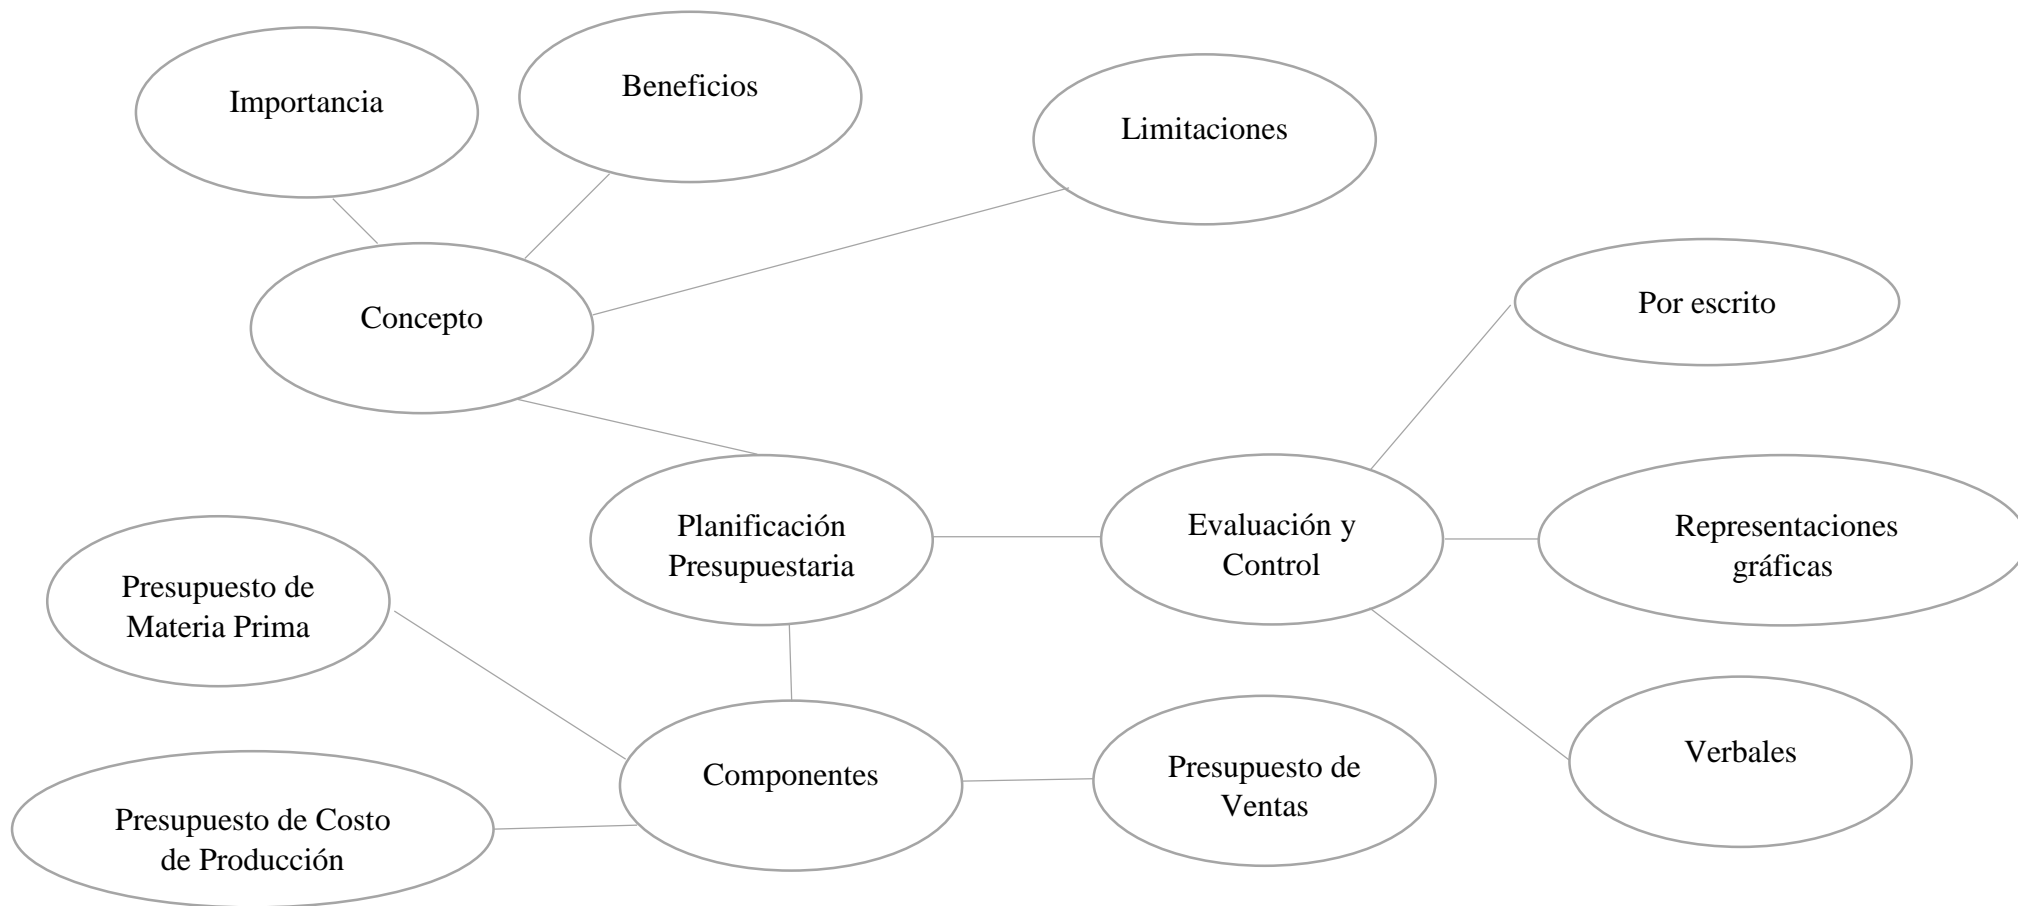 Importancia
Beneficios
Limitaciones
Concepto
Por escrito
Planificación
Presupuestaria
Evaluación y
Control
Representaciones
gráficas
Presupuesto de
Materia Prima
Componentes
Presupuesto de
Ventas
Verbales
Presupuesto de Costo
de Producción